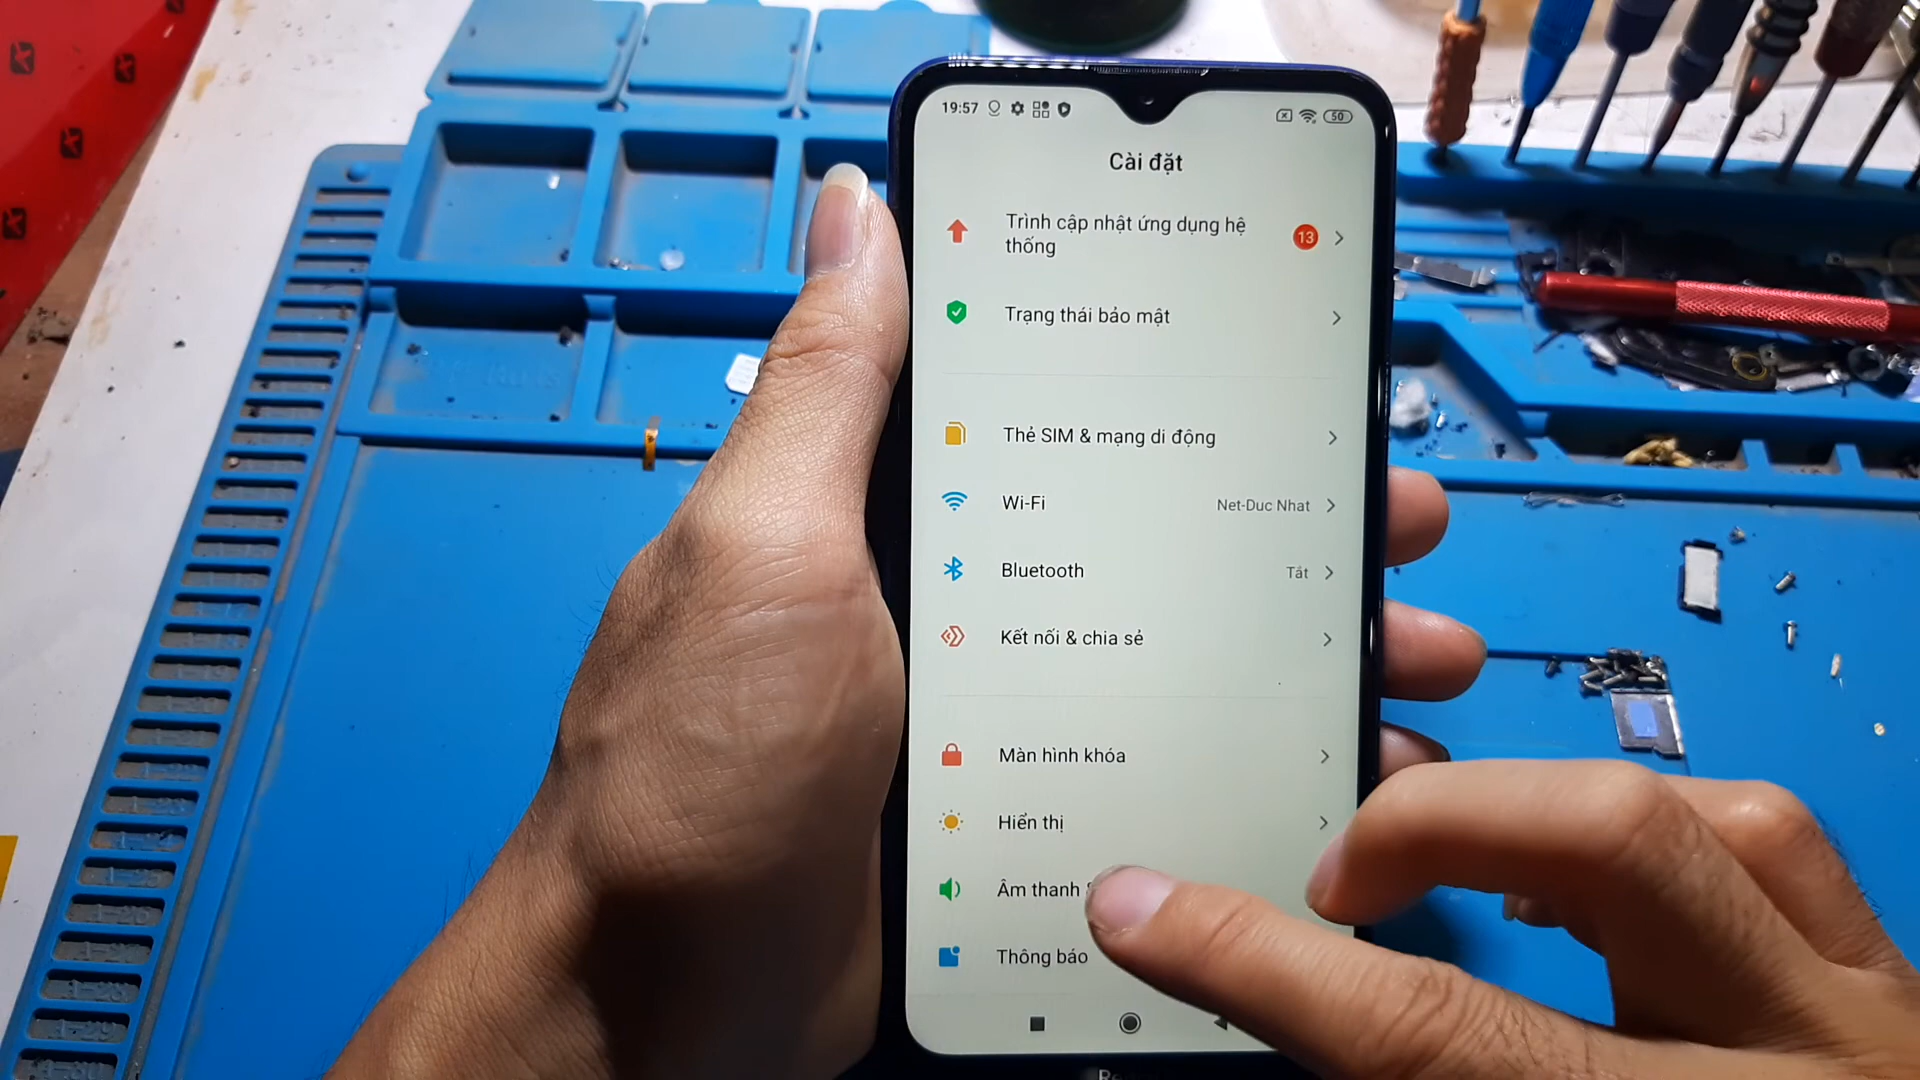 19:57
50
Cài đặt
Trình cập nhật ứng dụng hệ
thống
13
Trạng thái bảo mật
Thẻ SIM & mạng di động
Wi-Fi
Net-Duc Nhat
Bluetooth
Tắt
Kết nối & chia sẻ
Màn hình khóa
Hiển thị
Âm thanh
Thông báo